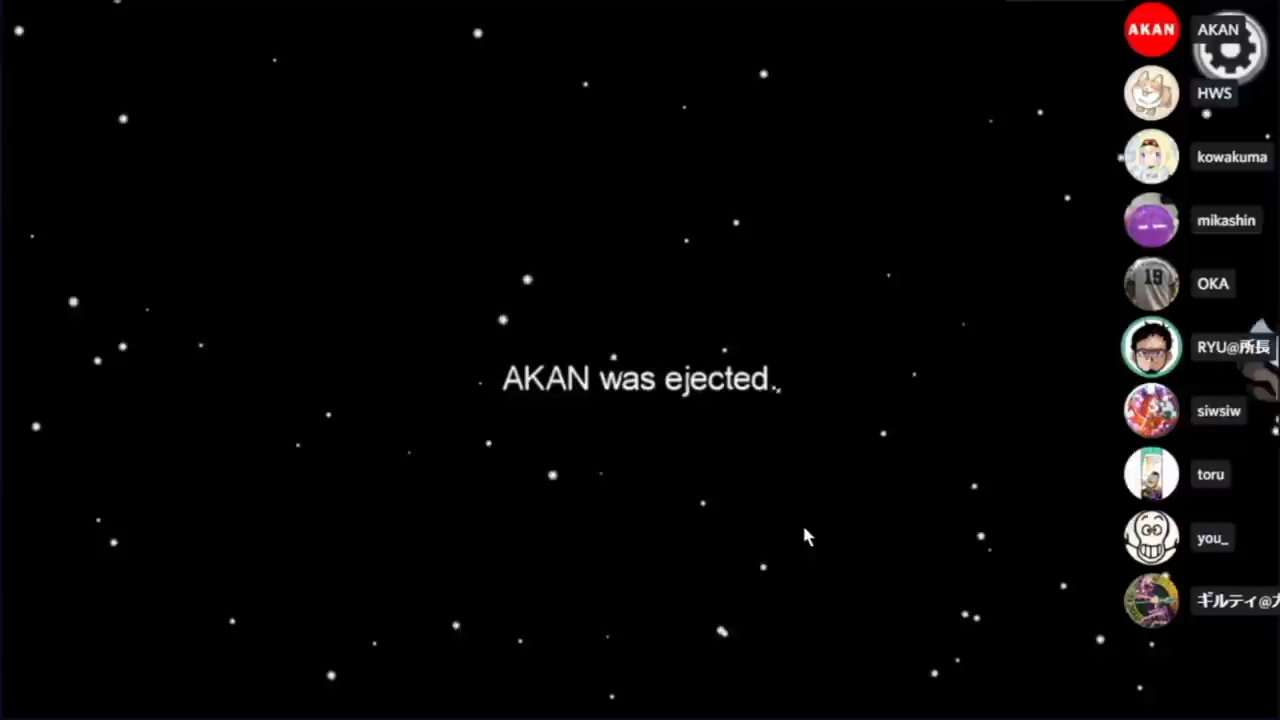 AKAN was ejected.
AKAN
AKAN
HWS
kowakuma
mikashin
19
OKA
RYU@所長
siwsiw
toru
you_
ギルティ@